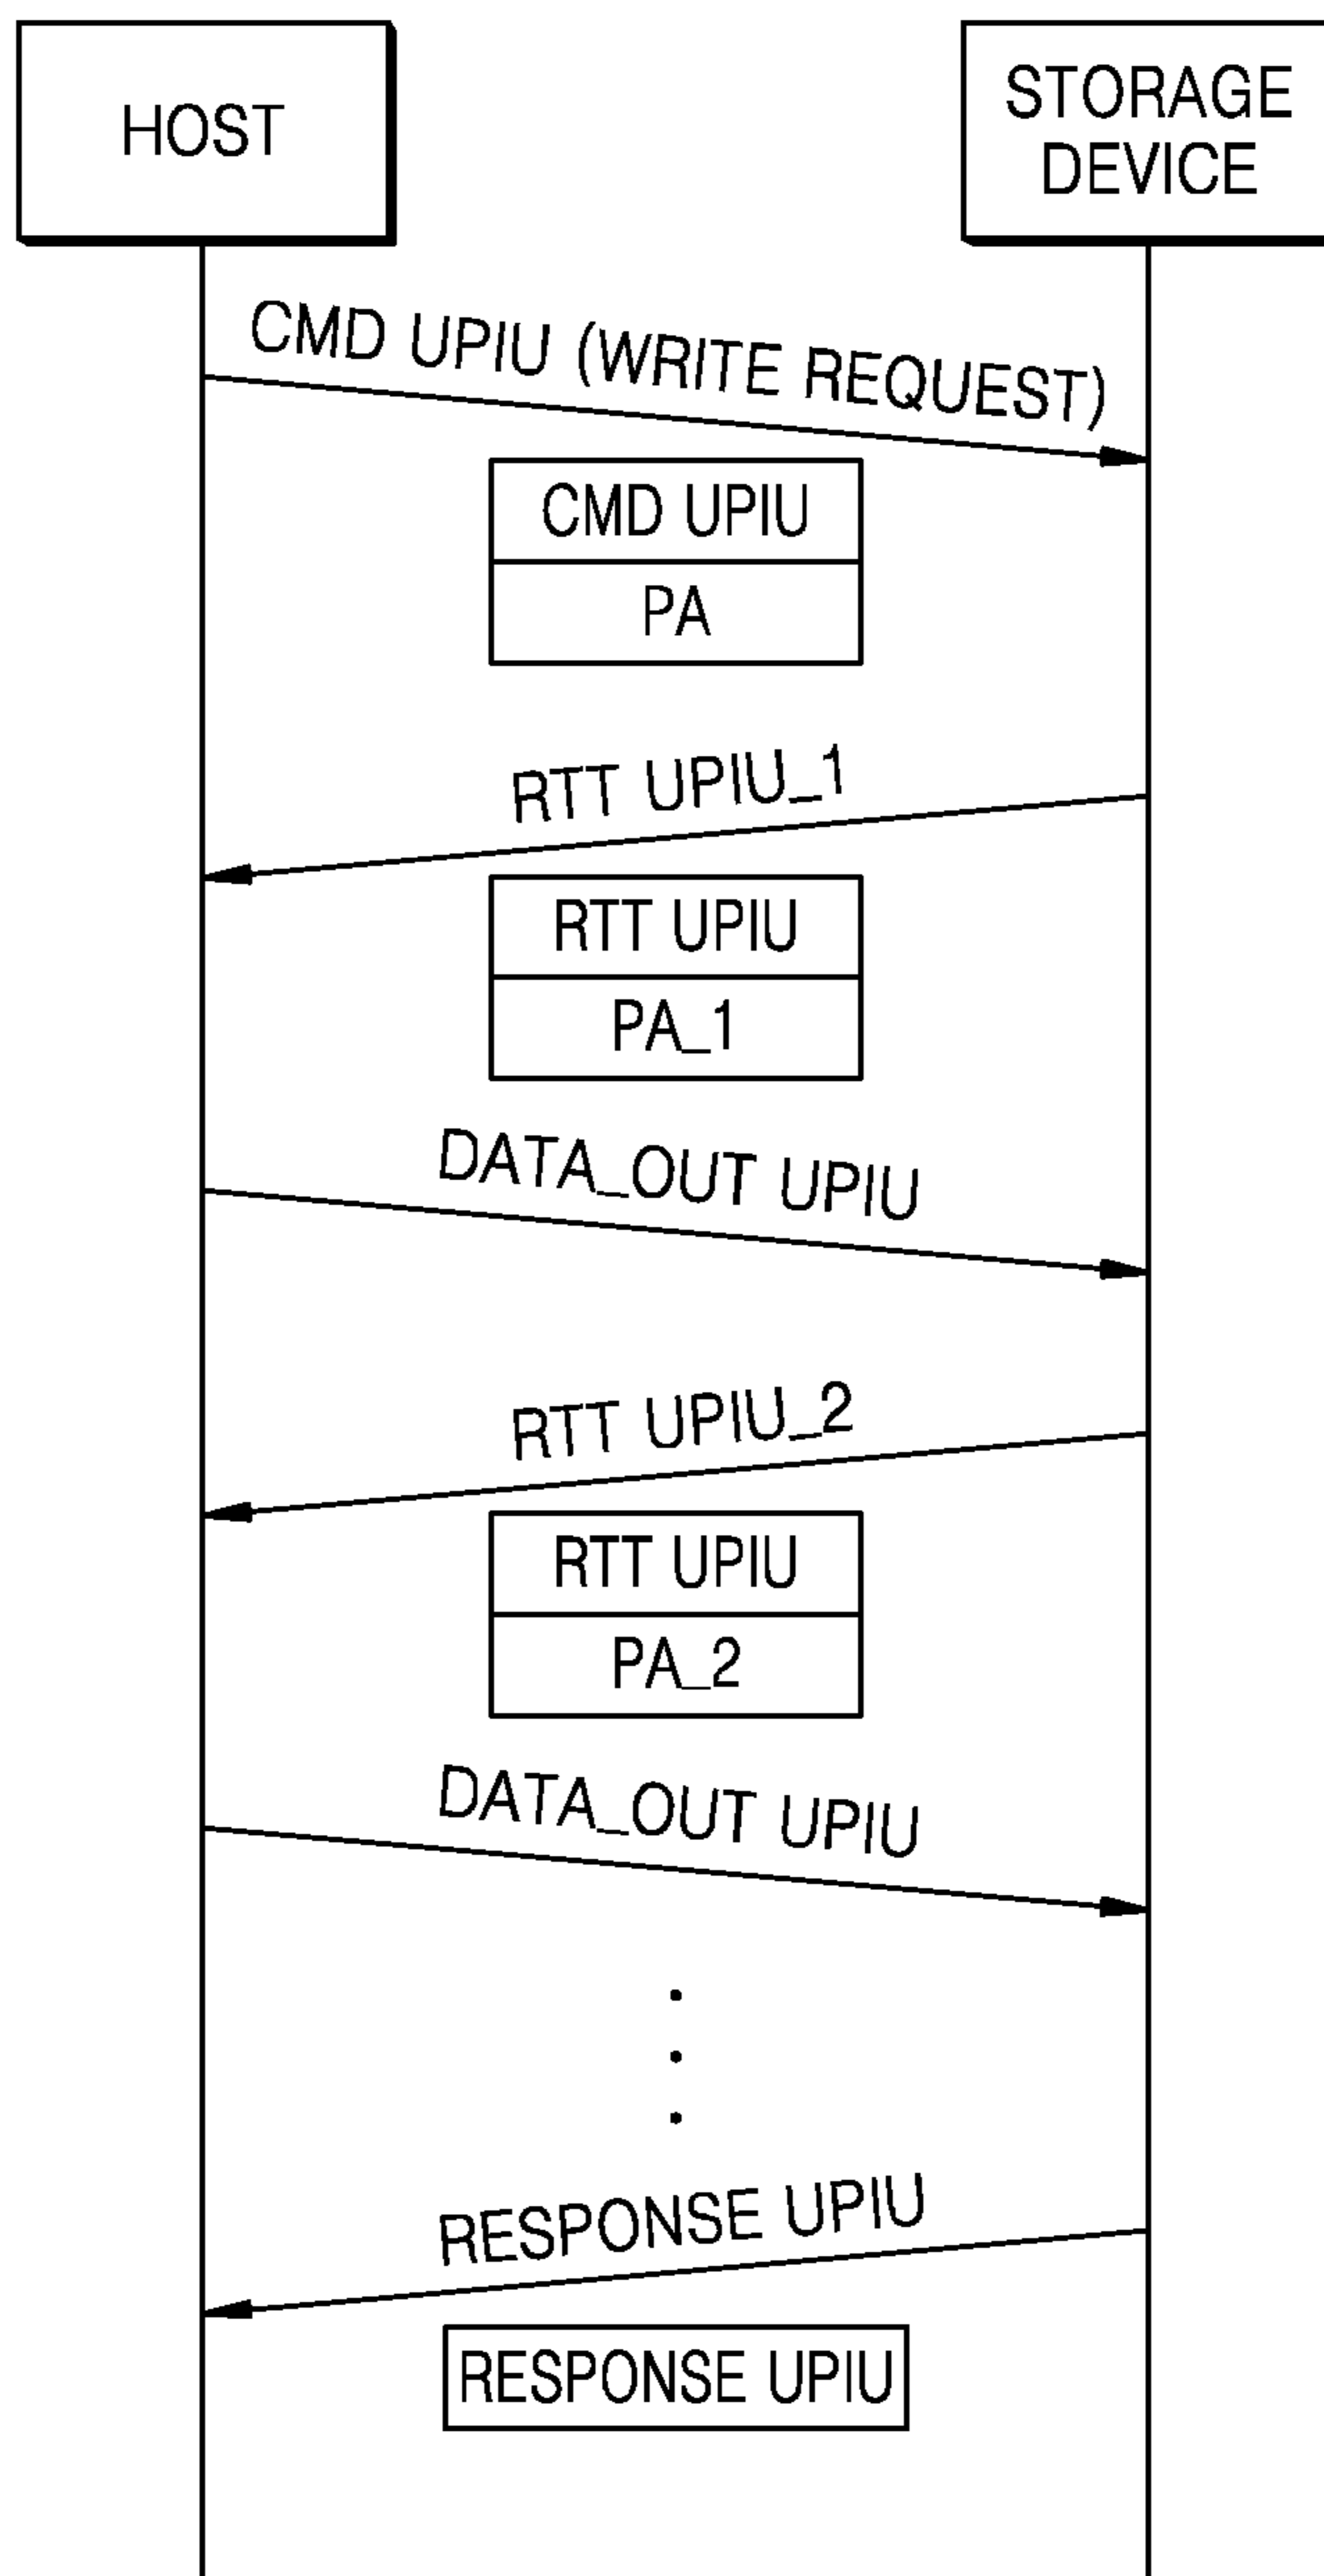 HOST
STORAGE
DEVICE
CMD UPIU (WRITE REQUEST)
CMD UPIU
PA
RTT UPIU_1
RTT UPIU
PA_1
DATA_OUT UPIU
RTT UPIU_2
RTT UPIU
PA_2
DATA_OUT UPIU
RESPONSE UPIU
RESPONSE UPIU